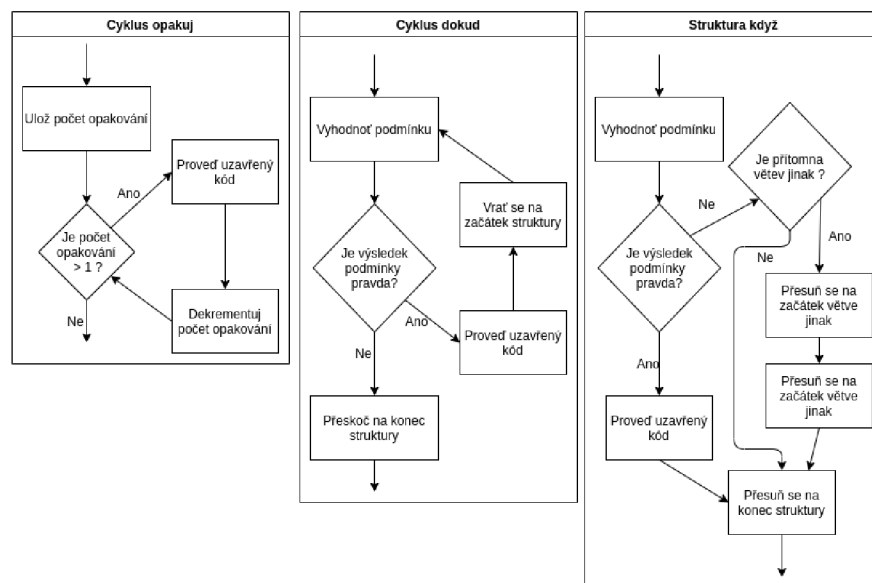 Cyklus opakuj
Ulož počet opakování
Ano
Proveď uzavřený
kód
Je počet
opakování
> 1 ?
Dekrementuj
počet opakování
Ne
Cyklus dokud
Vyhodnoť podmínku
Vrať se na
začátek struktury
Je výsledek
podmínky
pravda?
Ano
Proveď uzavřený
kód
Ne
Přeskoč na konec
struktury
Struktura když
Vyhodnoť podmínku
Je přítomna
větev jinak ?
Ne
Ano
Ne
Je výsledek
podmínky
pravda?
Přesuň se na
začátek větve
jinak
Ano
Přesuň se na
začátek větve
jinak
Proveď uzavřený
kód
Přesuň se na
konec struktury